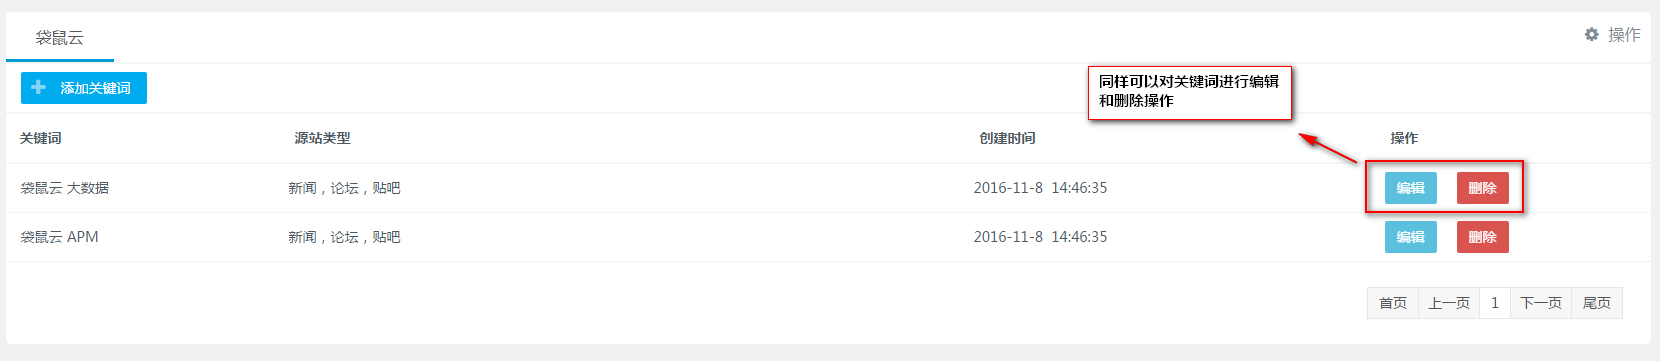 袋鼠云
操作
添加关键词
同样可以对关键词进行编辑
和删除操作
关键词 源站类型 创建时间 操作
袋鼠云 大数据 新闻，论坛，贴吧 2016-11-8 14:46:35 编辑 删除
袋鼠云 APM 新闻，论坛，贴吧 2016-11-8 14:46:35 编辑 删除
首页 上一页 1 下一页 尾页